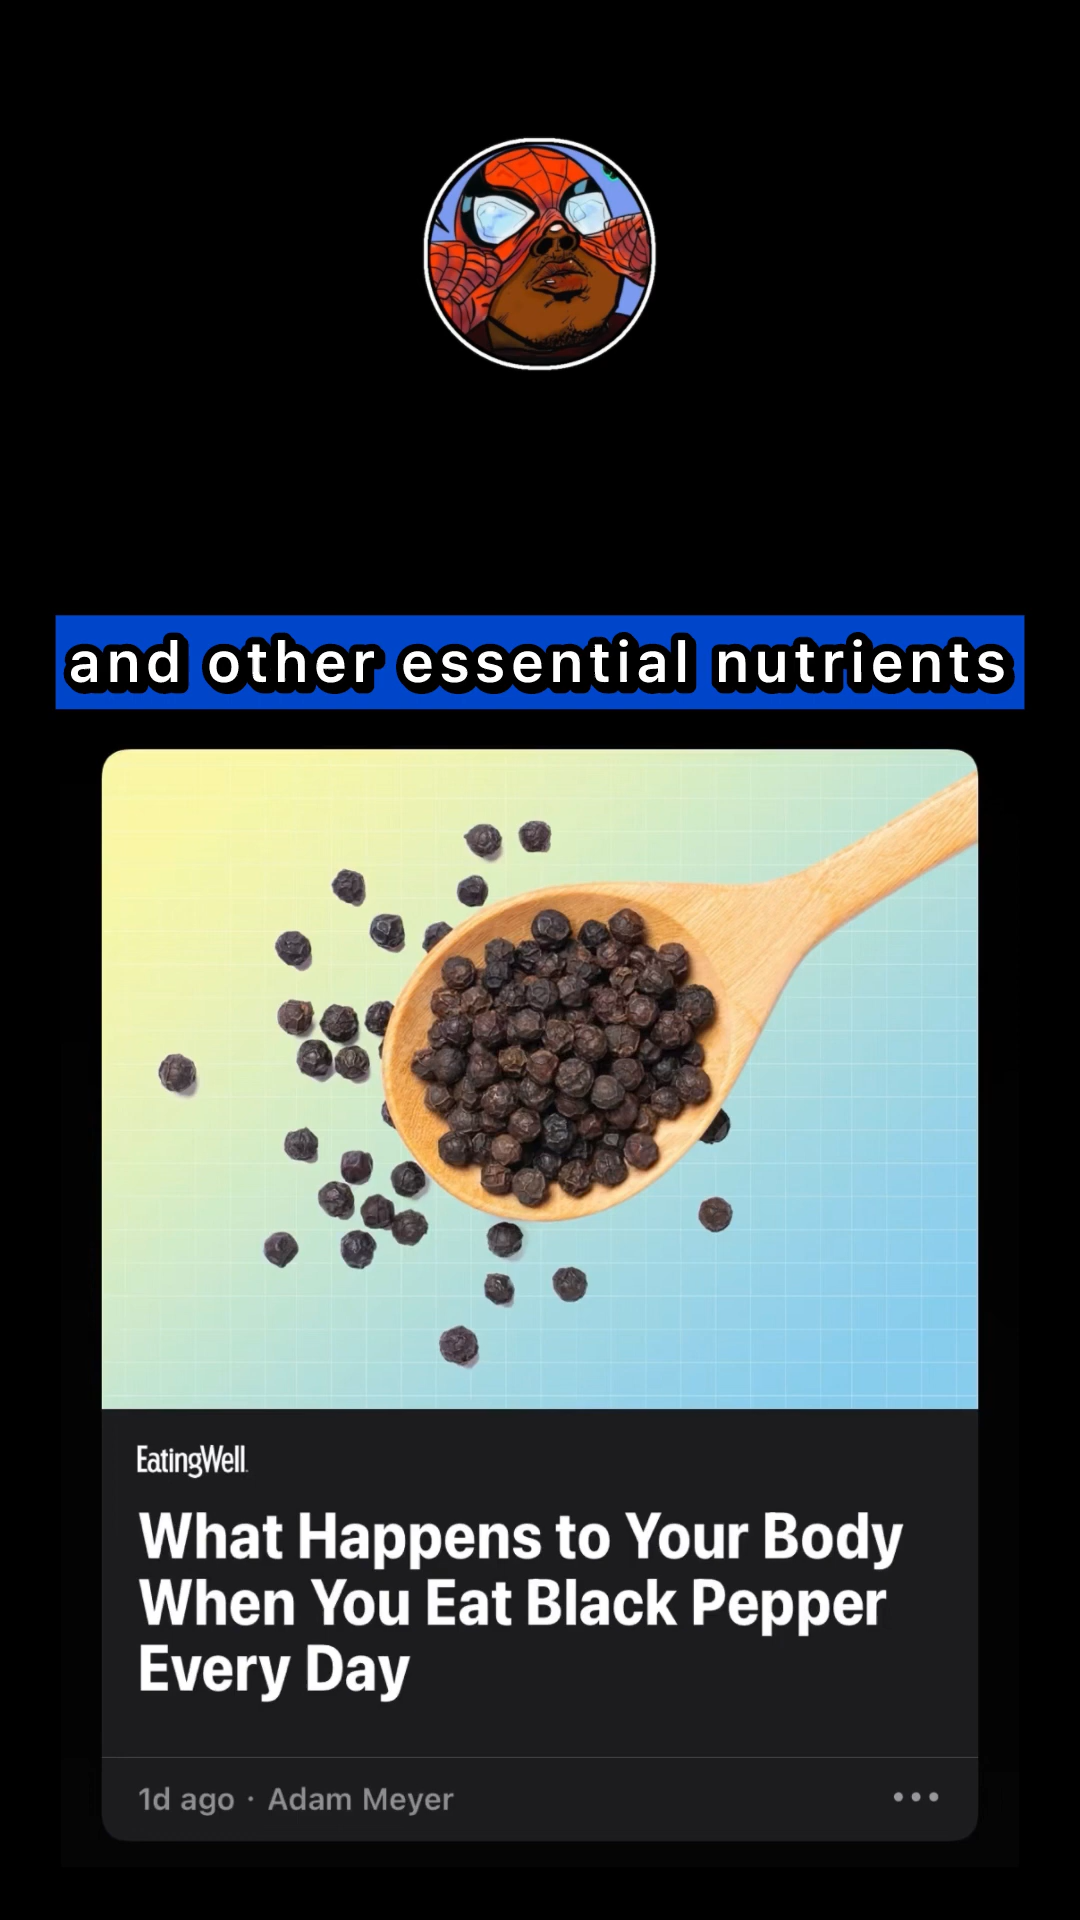 and other essential nutrients
EatingWell
What Happens to Your Body
When You Eat Black Pepper
Every Day
1d ago · Adam Meyer